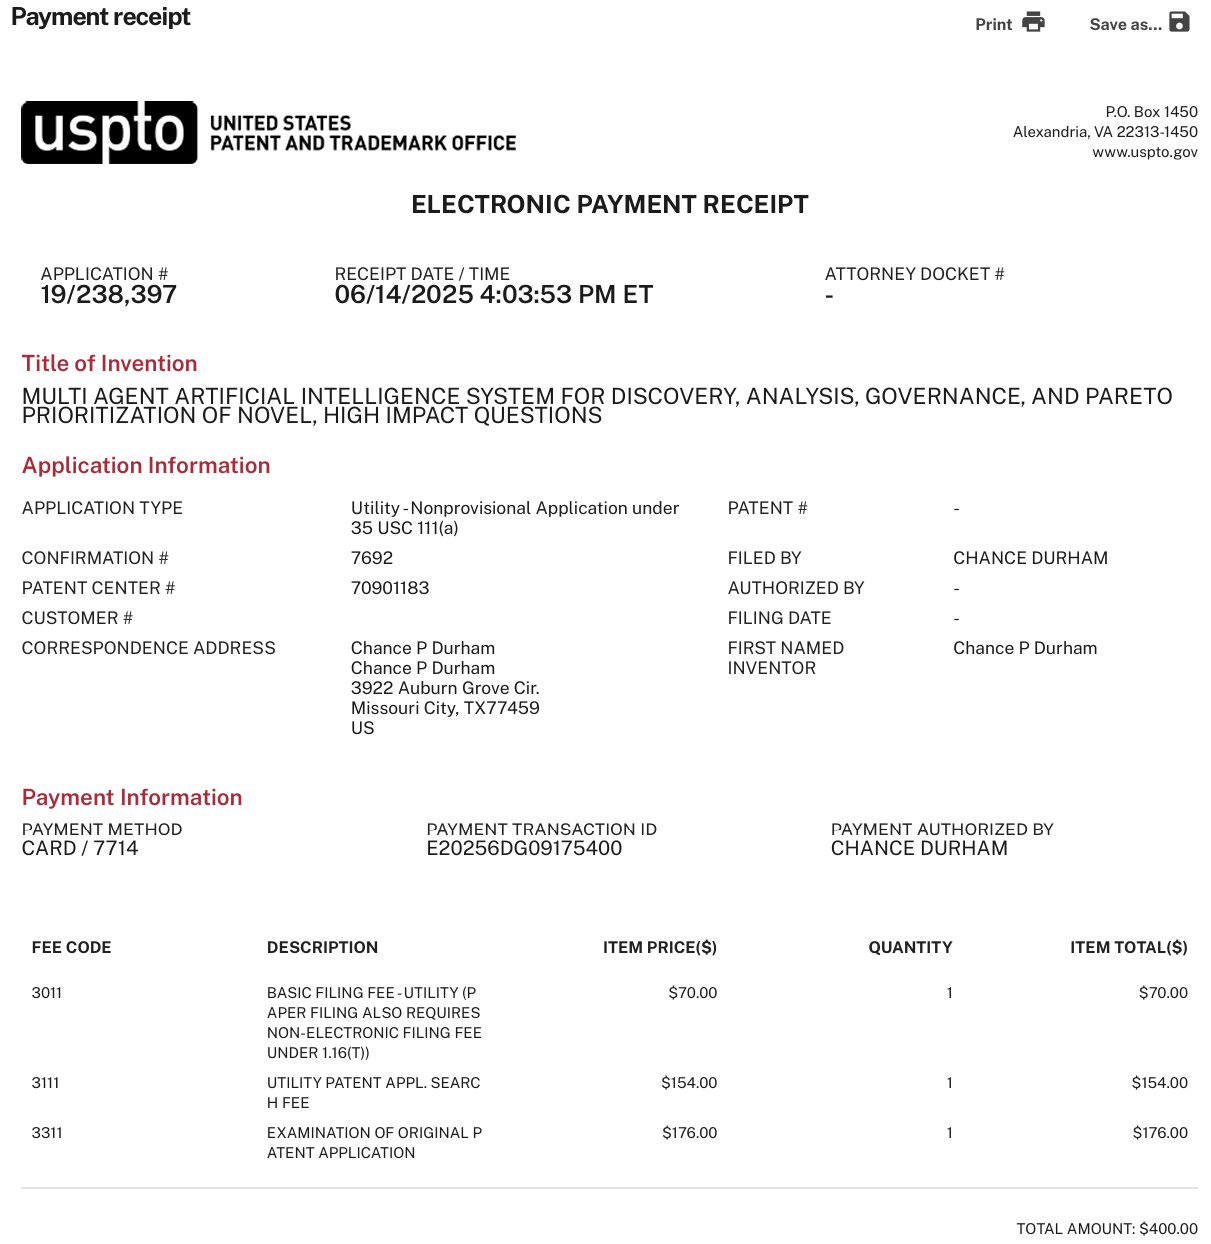 Payment receipt
Print
Save as...
uspto
UNITED STATES
PATENT AND TRADEMARK OFFICE
P.O. Box 1450
Alexandria, VA 22313-1450
www.uspto.gov
ELECTRONIC PAYMENT RECEIPT
APPLICATION #
19/238,397
RECEIPT DATE / TIME
06/14/2025 4:03:53 PM ET
ATTORNEY DOCKET #
-
Title of Invention
MULTI AGENT ARTIFICIAL INTELLIGENCE SYSTEM FOR DISCOVERY, ANALYSIS, GOVERNANCE, AND PARETO
PRIORITIZATION OF NOVEL, HIGH IMPACT QUESTIONS
Application Information
APPLICATION TYPE
Utility - Nonprovisional Application under
35 USC 111(a)
PATENT #
-
CONFIRMATION #
7692
FILED BY
CHANCE DURHAM
PATENT CENTER #
70901183
AUTHORIZED BY
-
CUSTOMER #
FILING DATE
-
CORRESPONDENCE ADDRESS
Chance P Durham
Chance P Durham
3922 Auburn Grove Cir.
Missouri City, TX77459
US
FIRST NAMED
INVENTOR
Chance P Durham
Payment Information
PAYMENT METHOD
CARD / 7714
PAYMENT TRANSACTION ID
E20256DG09175400
PAYMENT AUTHORIZED BY
CHANCE DURHAM
FEE CODE
DESCRIPTION
ITEM PRICE($)
QUANTITY
ITEM TOTAL($)
3011
BASIC FILING FEE - UTILITY (P
APER FILING ALSO REQUIRES
NON-ELECTRONIC FILING FEE
UNDER 1.16(T))
$70.00
1
$70.00
3111
UTILITY PATENT APPL. SEARC
H FEE
$154.00
1
$154.00
3311
EXAMINATION OF ORIGINAL P
ATENT APPLICATION
$176.00
1
$176.00
TOTAL AMOUNT: $400.00